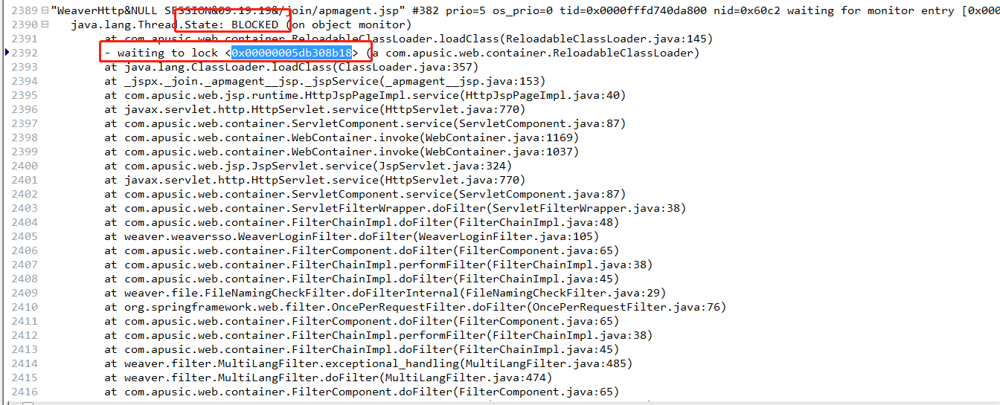 2389 "WeaverHttp&NULL SESSION&09:19:19&/join/apmagent.jsp" #382 prio=5 os_prio=0 tid=0x0000fffd740da800 nid=0x60c2 waiting for monitor entry [0x000
2390 java.lang.Thread.State: BLOCKED (on object monitor)
2391 at com.apusic.web.container.ReloadableClassLoader.loadClass(ReloadableClassLoader.java:145)
2392 - waiting to lock <0x00000005db308b18> (a com.apusic.web.container.ReloadableClassLoader)
2393 at java.lang.ClassLoader.loadClass(ClassLoader.java:357)
2394 at _jspx._join._apmagent__jsp._jspService(_apmagent__jsp.java:153)
2395 at com.apusic.web.jsp.runtime.HttpJspPageImpl.service(HttpJspPageImpl.java:40)
2396 at javax.servlet.http.HttpServlet.service(HttpServlet.java:770)
2397 at com.apusic.web.container.ServletComponent.service(ServletComponent.java:87)
2398 at com.apusic.web.container.WebContainer.invoke(WebContainer.java:1169)
2399 at com.apusic.web.container.WebContainer.invoke(WebContainer.java:1037)
2400 at com.apusic.web.jsp.JspServlet.service(JspServlet.java:324)
2401 at javax.servlet.http.HttpServlet.service(HttpServlet.java:770)
2402 at com.apusic.web.container.ServletComponent.service(ServletComponent.java:87)
2403 at com.apusic.web.container.ServletFilterWrapper.doFilter(ServletFilterWrapper.java:38)
2404 at com.apusic.web.container.FilterChainImpl.doFilter(FilterChainImpl.java:48)
2405 at weaver.weaversso.WeaverLoginFilter.doFilter(WeaverLoginFilter.java:105)
2406 at com.apusic.web.container.FilterComponent.doFilter(FilterComponent.java:65)
2407 at com.apusic.web.container.FilterChainImpl.performFilter(FilterChainImpl.java:38)
2408 at com.apusic.web.container.FilterChainImpl.doFilter(FilterChainImpl.java:45)
2409 at weaver.file.FileNamingCheckFilter.doFilterInternal(FileNamingCheckFilter.java:29)
2410 at org.springframework.web.filter.OncePerRequestFilter.doFilter(OncePerRequestFilter.java:76)
2411 at com.apusic.web.container.FilterComponent.doFilter(FilterComponent.java:65)
2412 at com.apusic.web.container.FilterChainImpl.performFilter(FilterChainImpl.java:38)
2413 at com.apusic.web.container.FilterChainImpl.doFilter(FilterChainImpl.java:45)
2414 at weaver.filter.MultiLangFilter.exceptional_handling(MultiLangFilter.java:485)
2415 at weaver.filter.MultiLangFilter.doFilter(MultiLangFilter.java:474)
2416 at com.apusic.web.container.FilterComponent.doFilter(FilterComponent.java:65)